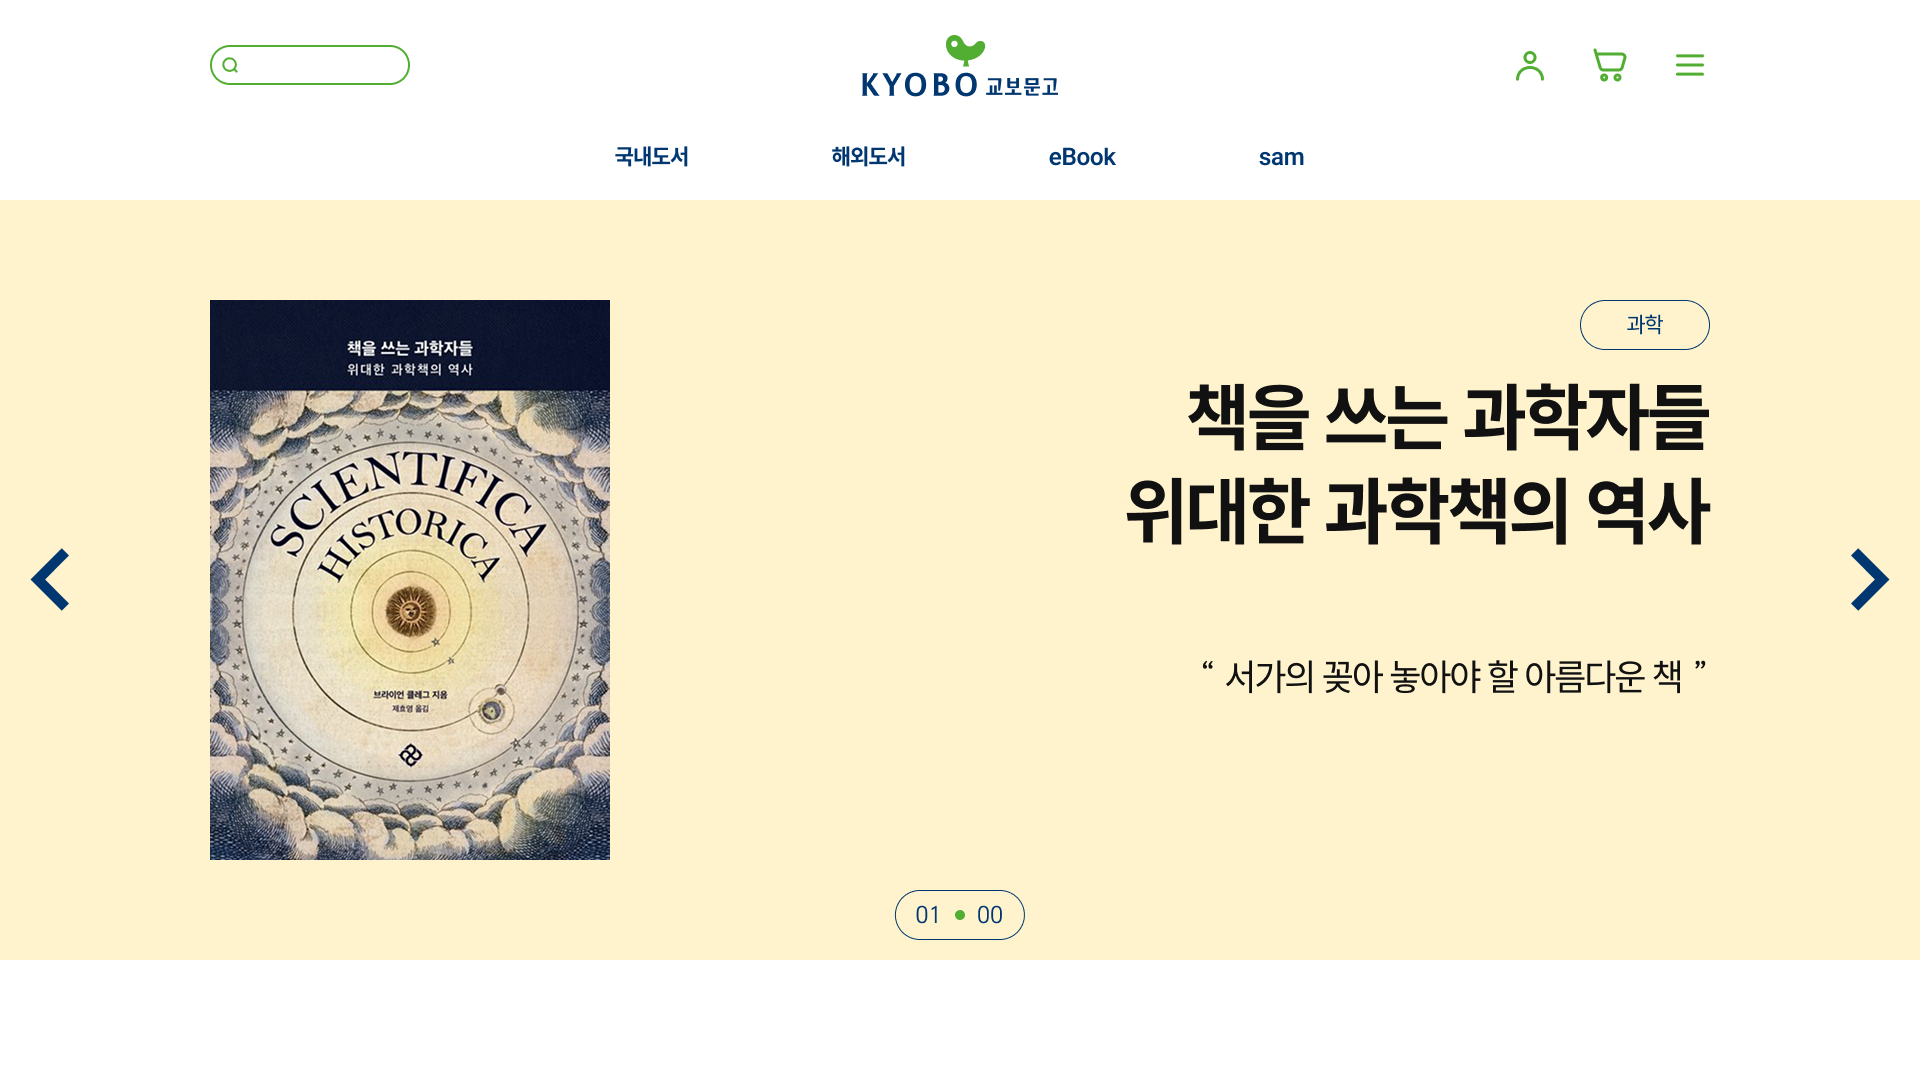 KYOBO 교보문고
국내도서 해외도서 eBook sam
책을 쓰는 과학자들
위대한 과학책의 역사
SCIENTIFICA
HISTORICA
브라이언 클레그 지음
제효영 옮김
과학
책을 쓰는 과학자들
위대한 과학책의 역사
“ 서가의 꽂아 놓아야 할 아름다운 책 ”
01 00